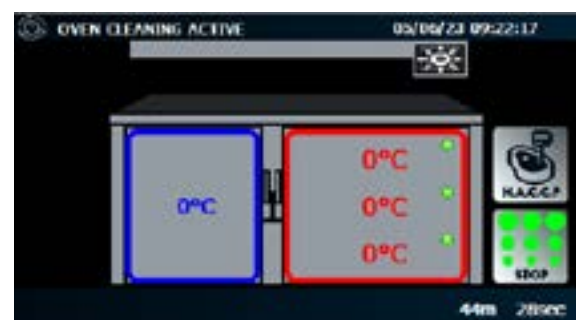 OVEN CLEANING ACTIVE 05/06/23 09:22:17
0°C
0°C
0°C
0°C
H.A.C.C.P
STOP
44m 28sec